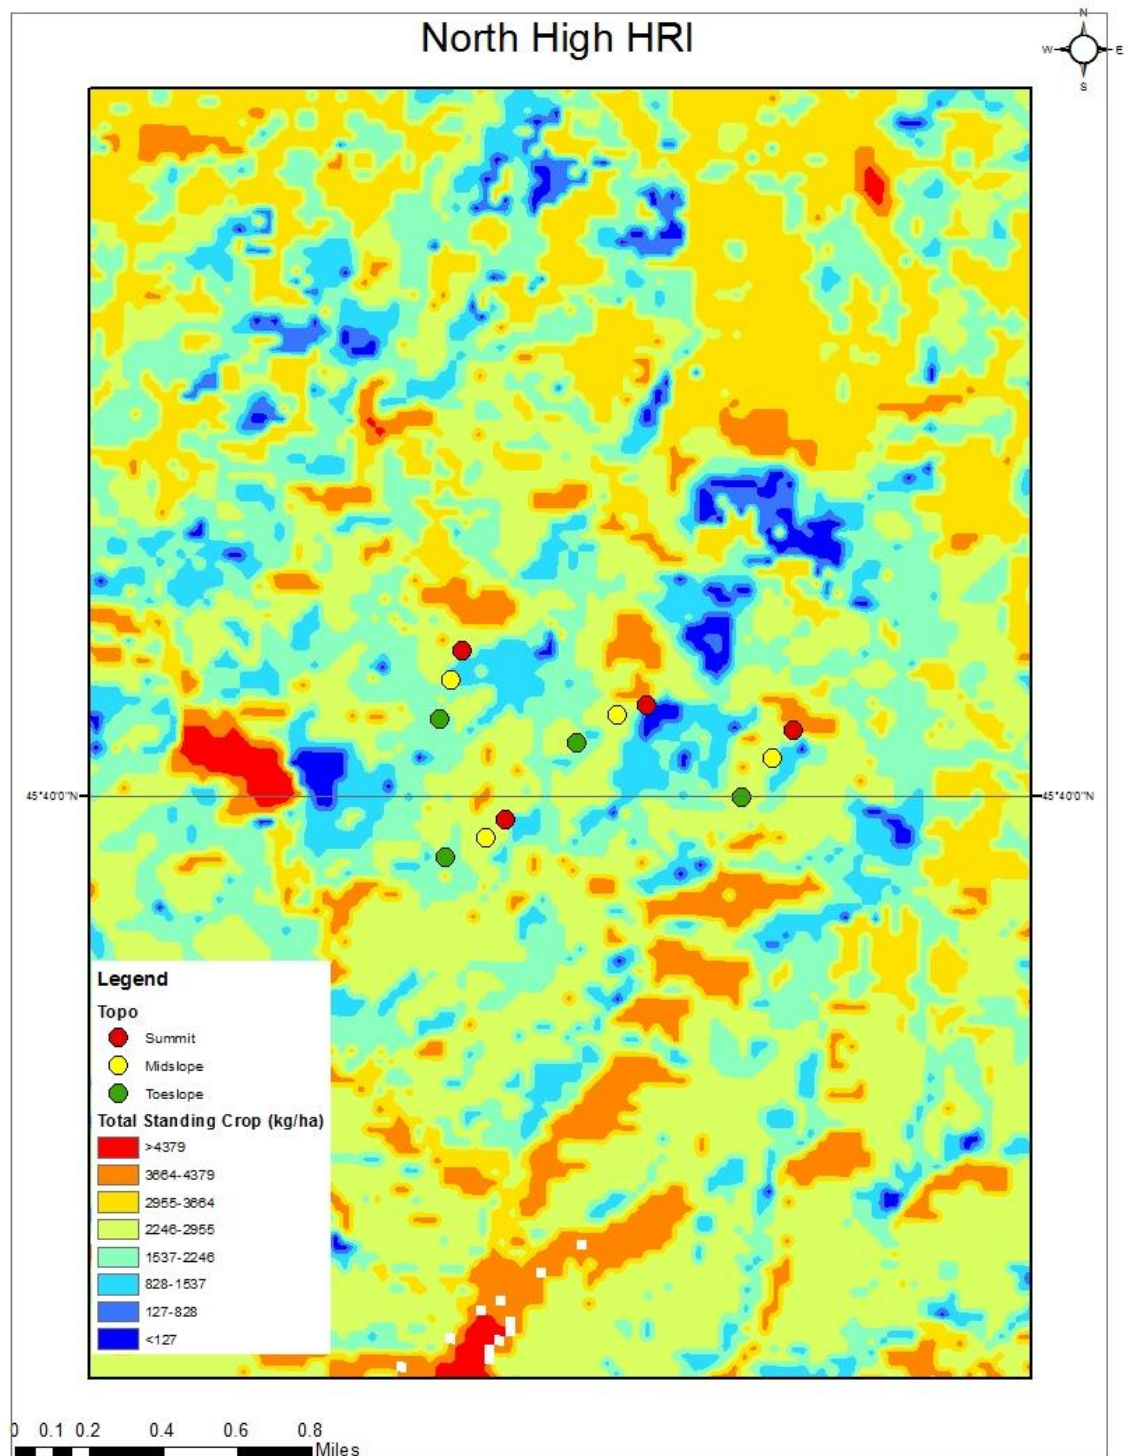 North High HRI
N
W
E
S
45°40'0"N
45°40'0"N
Legend
Topo
Summit
Midslope
Toeslope
Total Standing Crop (kg/ha)
>4379
3664-4379
2955-3664
2246-2955
1537-2246
828-1537
127-828
<127
0 0.1 0.2 0.4 0.6 0.8
Miles